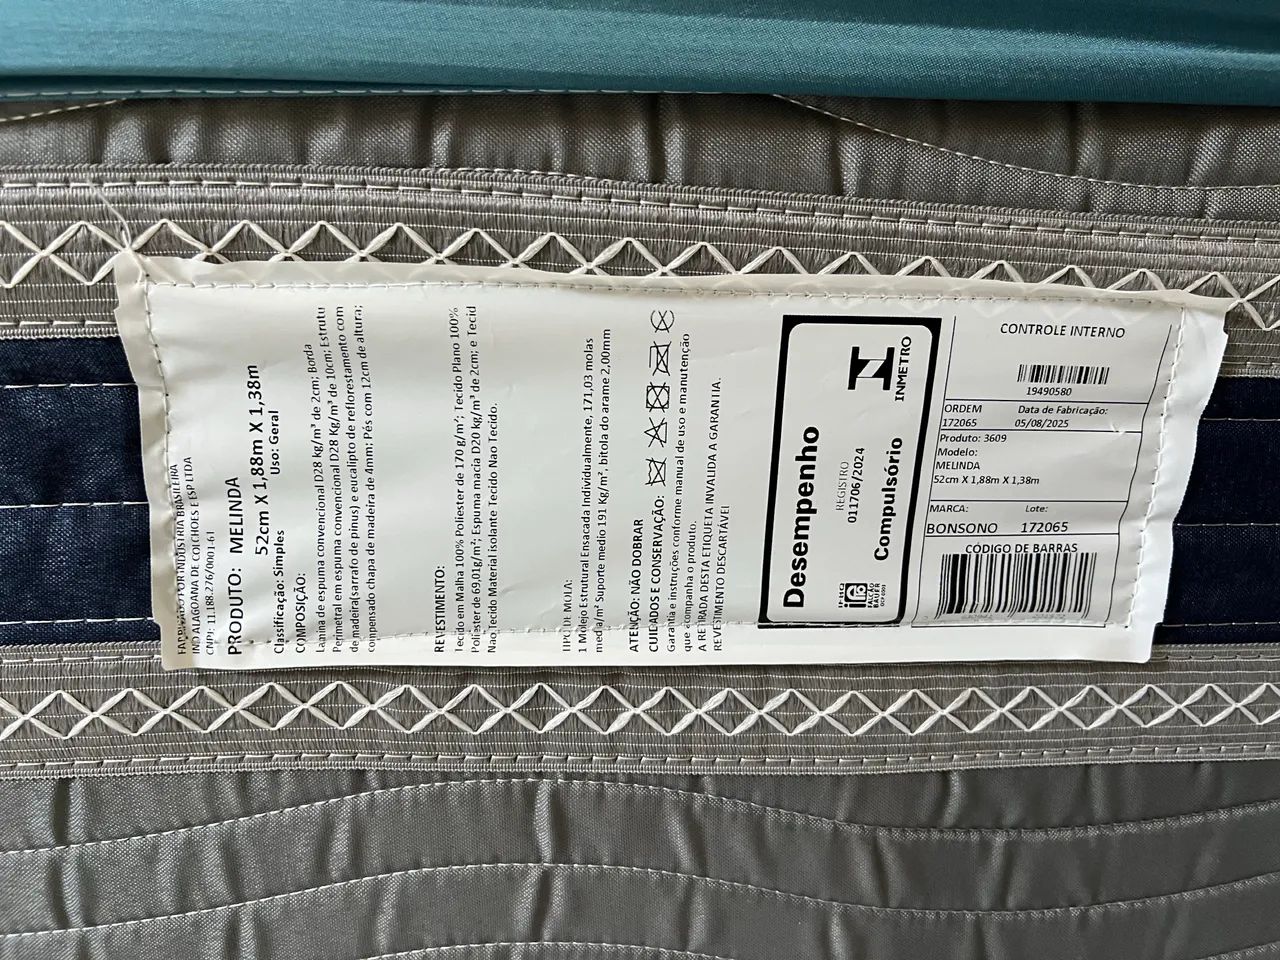 FABRICADO POR INDUSTRIA BRASILEIRA
IND ALAGOANA DE COLCHOES E ESP LTDA
CNPJ: 11.188.276/0001-61
PRODUTO: MELINDA
52cm X 1,88m X 1,38m
Classificação: Simples Uso: Geral
COMPOSIÇÃO:
Lamina de espuma convencional D28 kg/m³ de 2cm; Borda
Perimetral em espuma convencional D28 Kg/m³ de 10cm; Estrutu
de madeira(sarrafo de pinus) e eucalipto de reflorestamento com
compensado chapa de madeira de 4mm: Pés com 12cm de altura;
REVESTIMENTO:
Tecido em Malha 100% Poliester de 170 g/m²; Tecido Plano 100%
Poliester de 69,01g/m²; Espuma macia D20 kg/m³ de 2cm; e Tecid
Nao Tecido Material isolante Tecido Nao Tecido.
TIPO DE MOLA:
1 Molejo Estrutural Ensacada Individualmente, 171,03 molas
media/m² Suporte medio 191 kg/m², bitola do arame 2,00mm
ATENÇÃO: NÃO DOBRAR
CUIDADOS E CONSERVAÇÃO:
Garantia e instruções conforme manual de uso e manutenção
que acompanha o produto.
A RETIRADA DESTA ETIQUETA INVALIDA A GARANTIA.
REVESTIMENTO DESCARTÁVEL
Desempenho
REGISTRO
011706/2024
Compulsório
FALCÃO
BAUER
INMETRO
CONTROLE INTERNO
19490580
ORDEM Data de Fabricação:
172065 05/08/2025
Produto: 3609
Modelo:
MELINDA
52cm X 1,88m X 1,38m
MARCA: Lote:
BONSONO 172065
CÓDIGO DE BARRAS